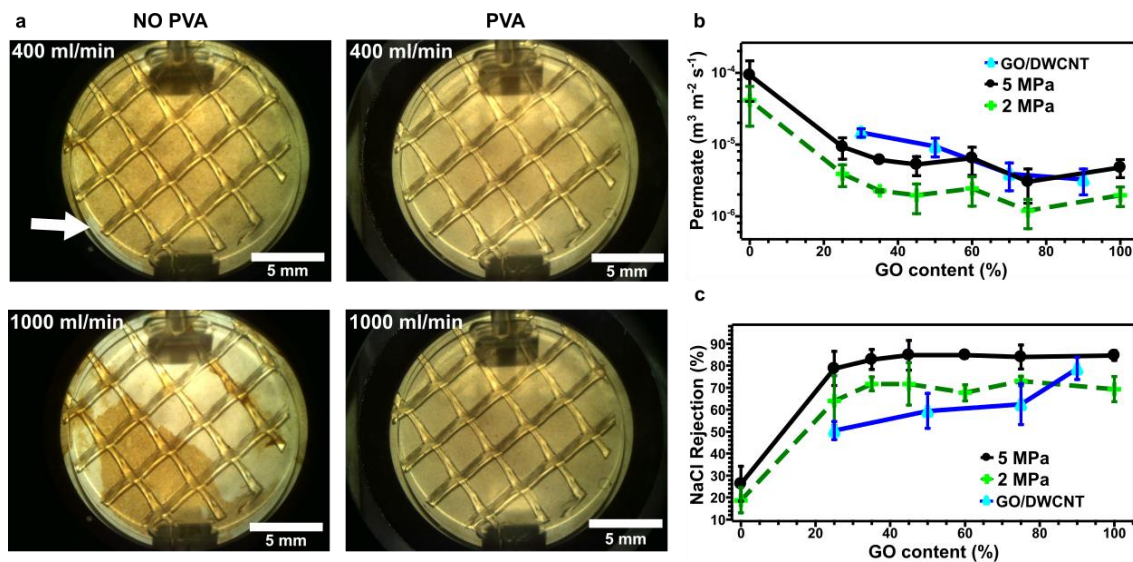 a
NO PVA
PVA
400 ml/min
5 mm
400 ml/min
5 mm
1000 ml/min
5 mm
1000 ml/min
5 mm
b
Permeate (m³ m⁻² s⁻¹)
10⁻⁴
10⁻⁵
10⁻⁶
GO/DWCNT
5 MPa
2 MPa
0 20 40 60 80 100
GO content (%)
c
NaCl Rejection (%)
90
80
70
60
50
40
30
20
10
5 MPa
2 MPa
GO/DWCNT
0 20 40 60 80 100
GO content (%)